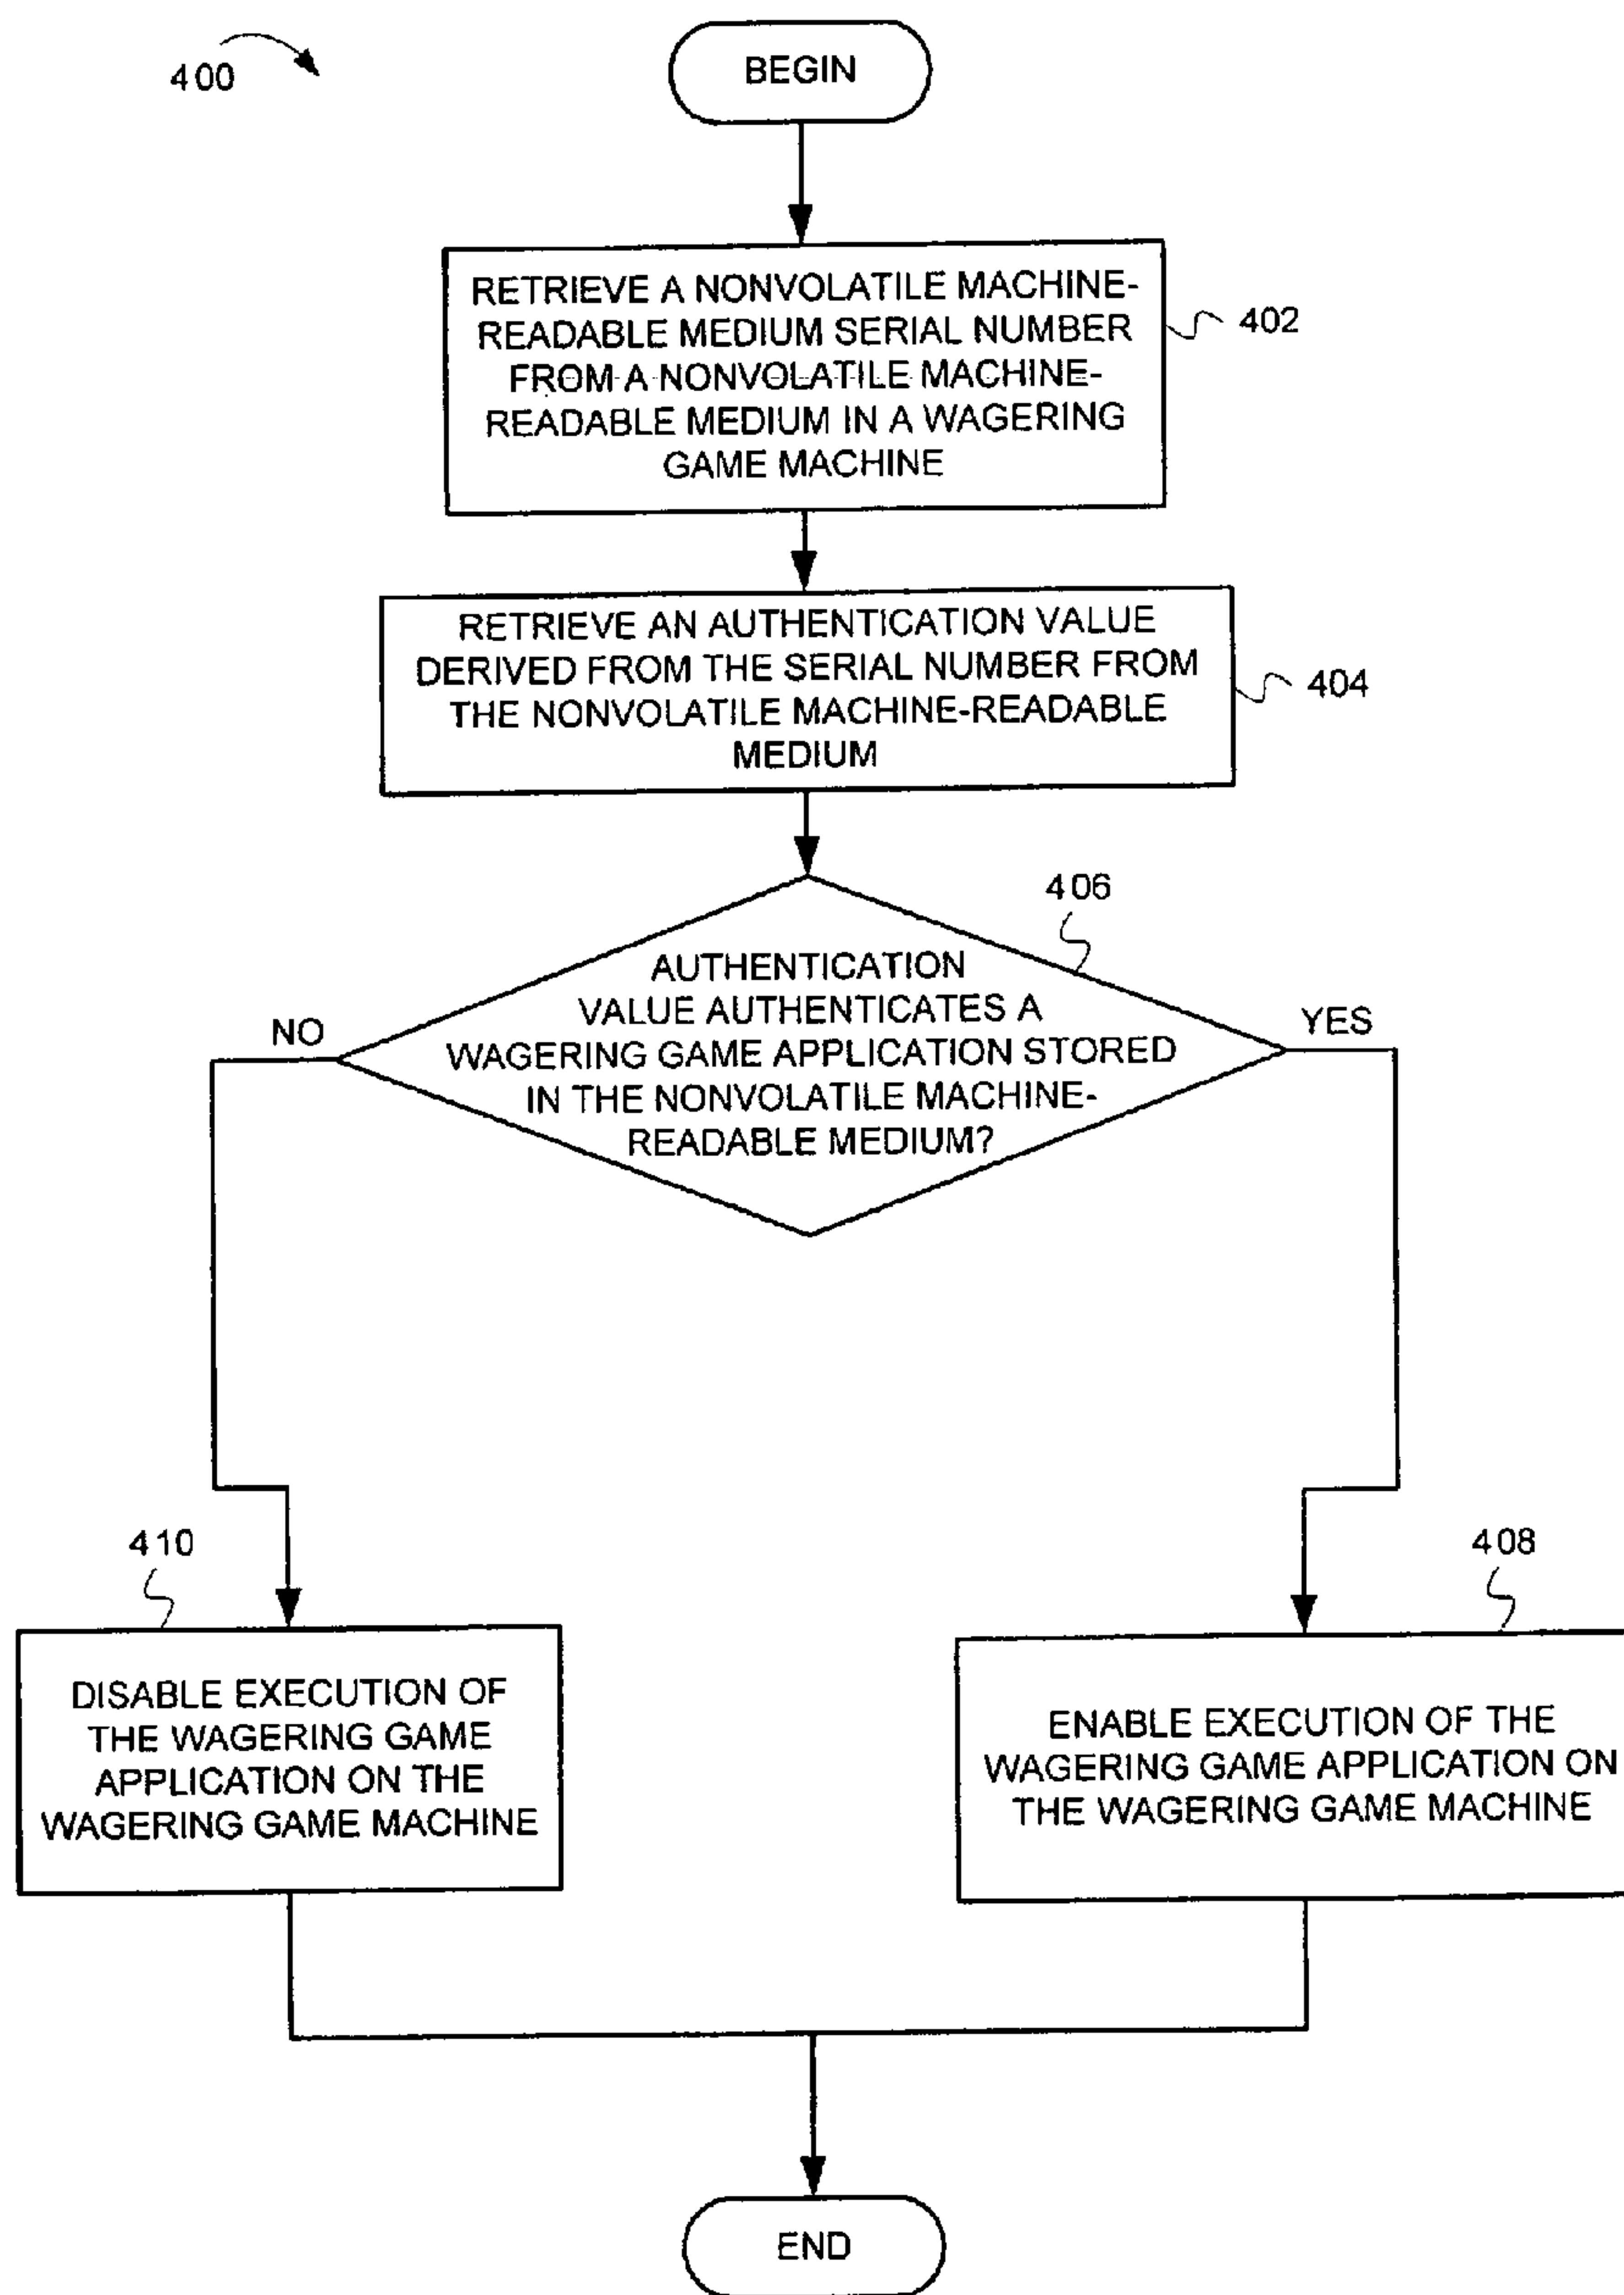 400
BEGIN
RETRIEVE A NONVOLATILE MACHINE-
READABLE MEDIUM SERIAL NUMBER
FROM A NONVOLATILE MACHINE-
READABLE MEDIUM IN A WAGERING
GAME MACHINE
402
RETRIEVE AN AUTHENTICATION VALUE
DERIVED FROM THE SERIAL NUMBER FROM
THE NONVOLATILE MACHINE-READABLE
MEDIUM
404
406
AUTHENTICATION
VALUE AUTHENTICATES A
WAGERING GAME APPLICATION STORED
IN THE NONVOLATILE MACHINE-
READABLE MEDIUM?
NO
YES
410
DISABLE EXECUTION OF
THE WAGERING GAME
APPLICATION ON THE
WAGERING GAME MACHINE
408
ENABLE EXECUTION OF THE
WAGERING GAME APPLICATION ON
THE WAGERING GAME MACHINE
END